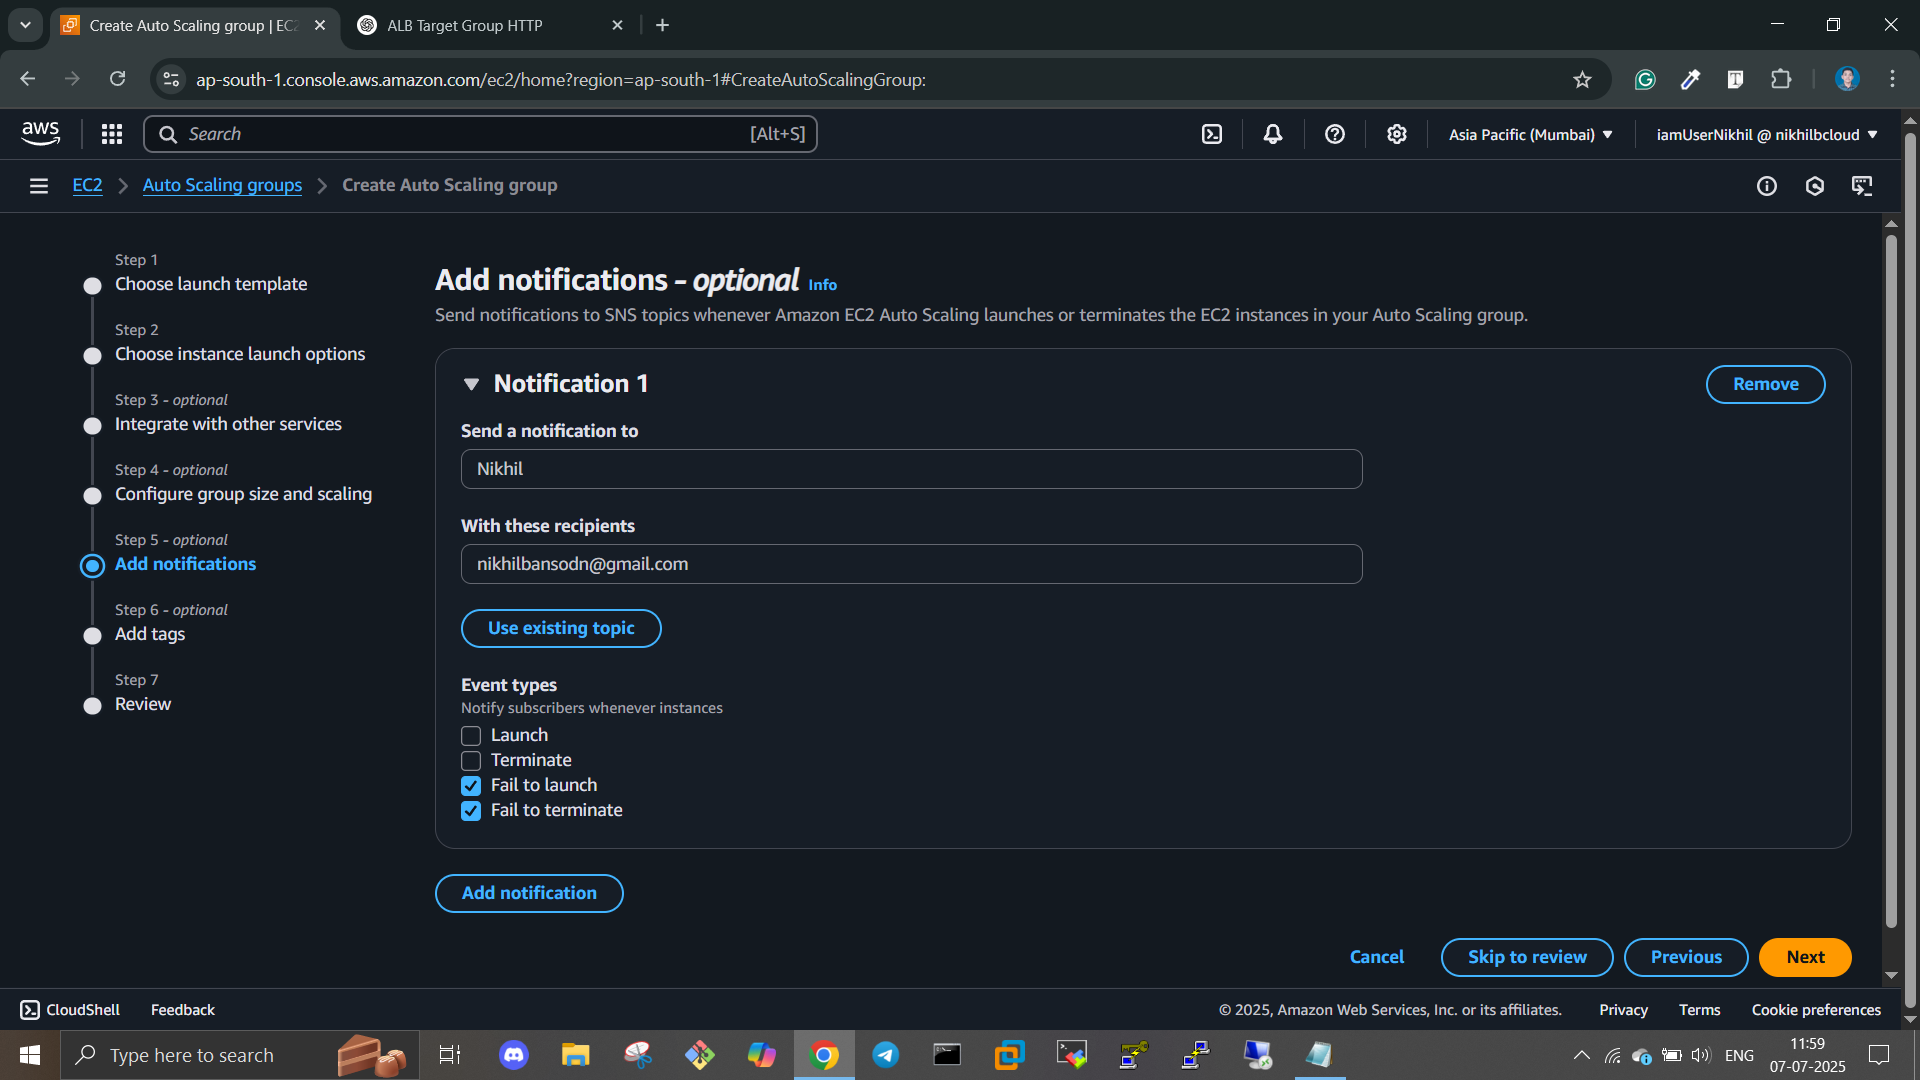 Create Auto Scaling group | EC2
ALB Target Group HTTP
ap-south-1.console.aws.amazon.com/ec2/home?region=ap-south-1#CreateAutoScalingGroup:
aws
Search
[Alt+S]
Asia Pacific (Mumbai)
iamUserNikhil @ nikhilbcloud
EC2
Auto Scaling groups
Create Auto Scaling group
Step 1
Choose launch template
Step 2
Choose instance launch options
Step 3 - optional
Integrate with other services
Step 4 - optional
Configure group size and scaling
Step 5 - optional
Add notifications
Step 6 - optional
Add tags
Step 7
Review
Add notifications - optional Info
Send notifications to SNS topics whenever Amazon EC2 Auto Scaling launches or terminates the EC2 instances in your Auto Scaling group.
Notification 1
Remove
Send a notification to
Nikhil
With these recipients
nikhilbansodn@gmail.com
Use existing topic
Event types
Notify subscribers whenever instances
Launch
Terminate
Fail to launch
Fail to terminate
Add notification
Cancel
Skip to review
Previous
Next
CloudShell
Feedback
© 2025, Amazon Web Services, Inc. or its affiliates.
Privacy
Terms
Cookie preferences
Type here to search
ENG
11:59
07-07-2025